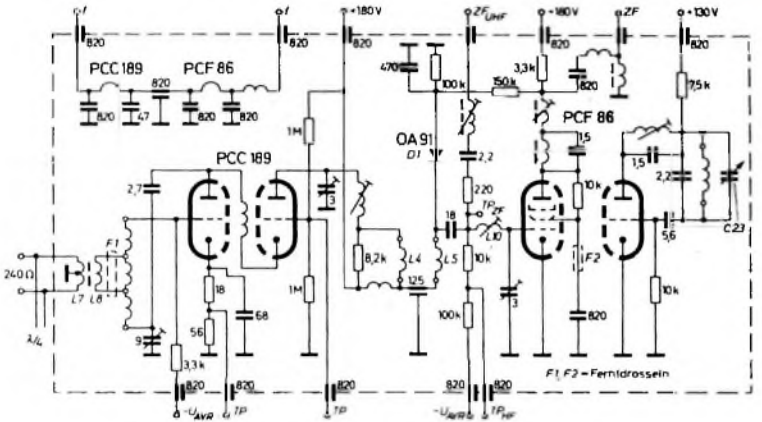 f f +180V ZF UHF +180V ZF +130V
820 820 820 820 820 820 820
PCC 189 PCF 86
820
820 47 820 820
470 100k 150k 3,3k 820 7,5k
PCF 86
1M
OA 91
D1
1,5
1,5
2,2
2,2
PCC 189
2,7
3
220
TP ZF
10k
F1
18
L10
5,6
C23
240Ω
L7 L8
8,2k L4 L5
10k
F2
18
1M
125
3
10k
λ/4
56
68
100k
820
9
3,3k
F1, F2 = Ferritdrosseln
820 820 820 820 820
-U AVR TP TP -U AVR TP HF